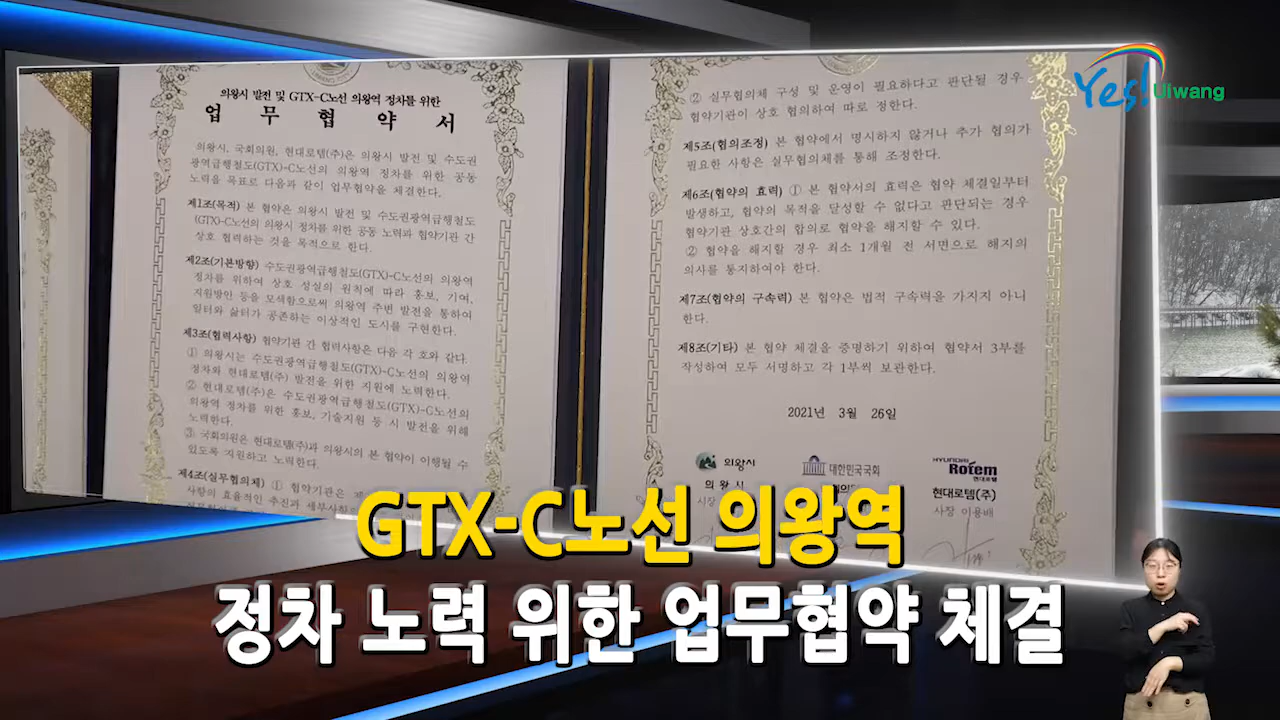 Yes! Uiwang
의왕시 발전 및 GTX-C노선 의왕역 정차를 위한
업 무 협 약 서
의왕시, 국회의원, 현대로템(주)은 의왕시 발전 및 수도권
광역급행철도(GTX)-C노선의 의왕역 정차를 위한 공동
노력을 목표로 다음과 같이 업무협약을 체결한다.
제1조(목적) 본 협약은 의왕시 발전 및 수도권광역급행철도
(GTX)-C노선의 의왕시 정차를 위한 공동 노력과 협약기관 간
상호 협력하는 것을 목적으로 한다.
제2조(기본방향) 수도권광역급행철도(GTX)-C노선의 의왕역
정차를 위하여 상호 성실의 원칙에 따라 홍보, 기여,
지원방안 등을 모색함으로써 의왕역 주변 발전을 통하여
일터와 삶터가 공존하는 이상적인 도시를 구현한다.
제3조(협력사항) 협약기관 간 협력사항은 다음 각 호와 같다.
① 의왕시는 수도권광역급행철도(GTX)-C노선의 의왕역
정차와 현대로템(주) 발전을 위한 지원에 노력한다.
② 현대로템(주)은 수도권광역급행철도(GTX)-C노선의
의왕역 정차를 위한 홍보, 기술지원 등 시 발전을 위해
노력한다.
③ 국회의원은 현대로템(주)과 의왕시의 본 협약이 이행될 수
있도록 지원하고 노력한다.
제4조(실무협의체) ① 협약기관은
사항의 효율적인 추진과 세부사항
② 실무협의체 구성 및 운영이 필요하다고 판단될 경우
협약기관이 상호 협의하여 따로 정한다.
제5조(협의조정) 본 협약에서 명시하지 않거나 추가 협의가
필요한 사항은 실무협의체를 통해 조정한다.
제6조(협약의 효력) ① 본 협약서의 효력은 협약 체결일부터
발생하고, 협약의 목적을 달성할 수 없다고 판단되는 경우
협약기관 상호간의 합의로 협약을 해지할 수 있다.
② 협약을 해지할 경우 최소 1개월 전 서면으로 해지의
의사를 통지하여야 한다.
제7조(협약의 구속력) 본 협약은 법적 구속력을 가지지 아니
한다.
제8조(기타) 본 협약 체결을 증명하기 위하여 협약서 3부를
작성하여 모두 서명하고 각 1부씩 보관한다.
2021년 3월 26일
의왕시 대한민국국회 HYUNDAI Rotem 현대로템
의 왕 시 현대로템(주)
시장 사장 이용배
GTX-C노선 의왕역
정차 노력 위한 업무협약 체결